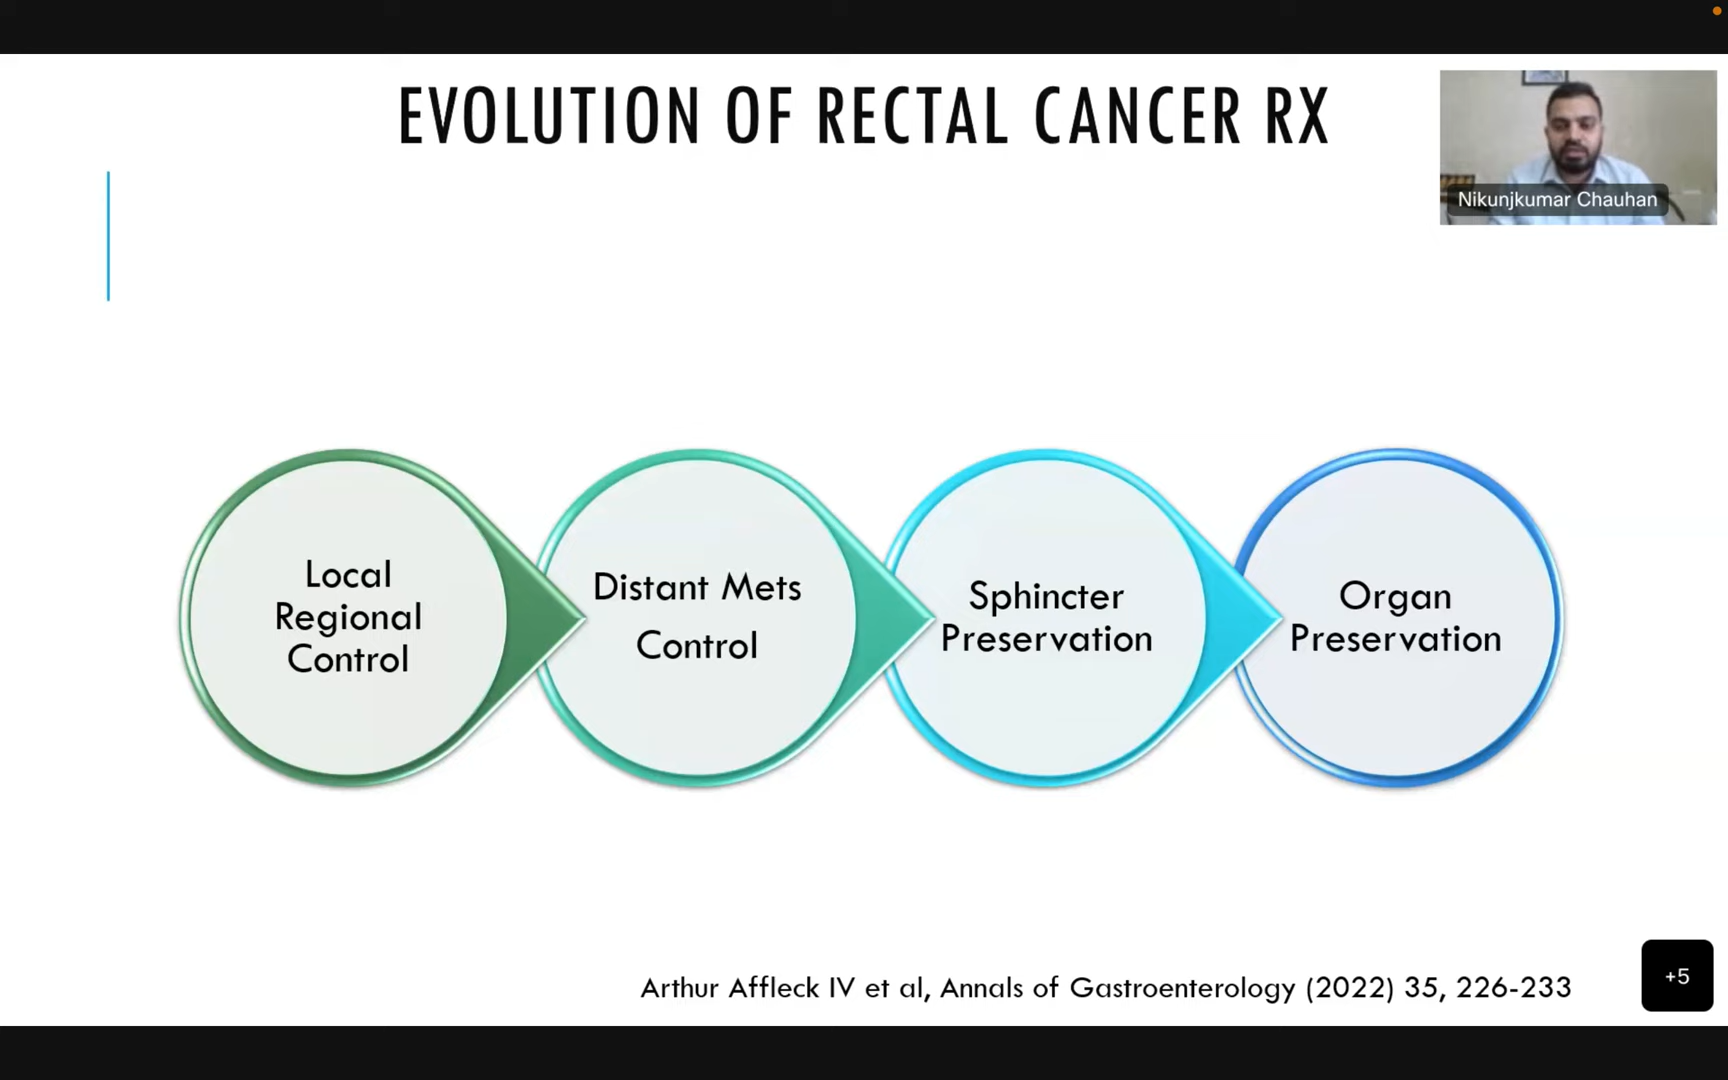 EVOLUTION OF RECTAL CANCER RX
Nikunjkumar Chauhan
Local
Regional
Control
Distant Mets
Control
Sphincter
Preservation
Organ
Preservation
Arthur Affleck IV et al, Annals of Gastroenterology (2022) 35, 226-233
+5